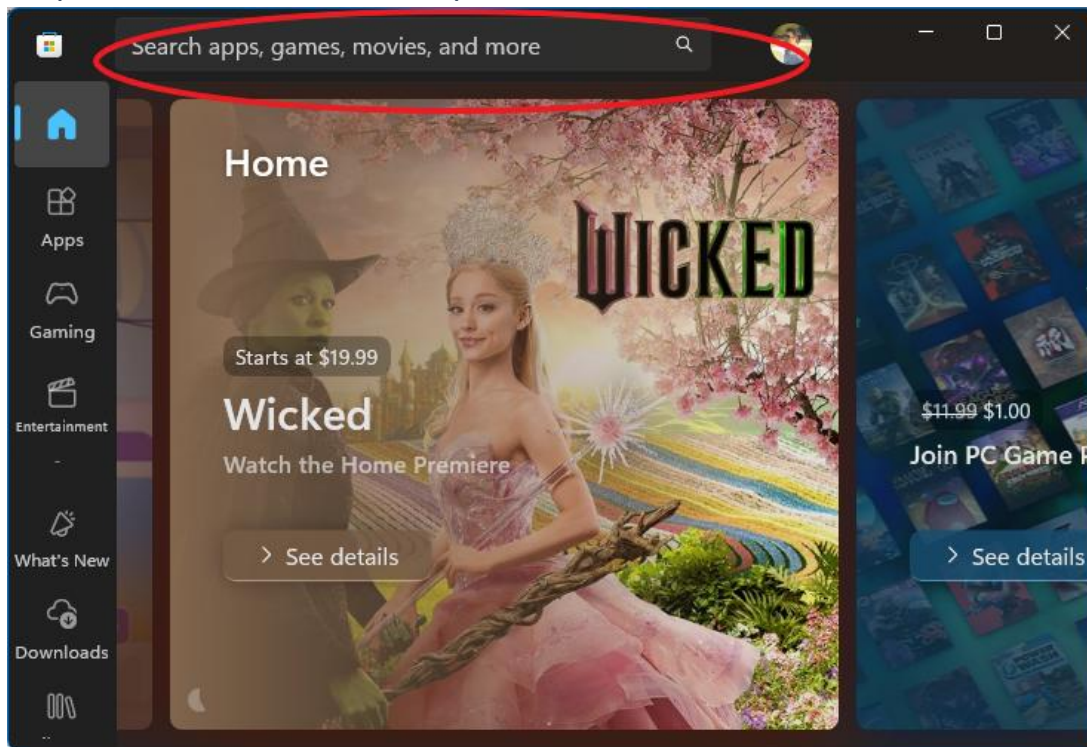 Search apps, games, movies, and more
Home
WICKED
Apps
Gaming
Starts at $19.99
Wicked
Entertainment
$11.99 $1.00
Watch the Home Premiere
Join PC Game
What's New
> See details
> See details
Downloads